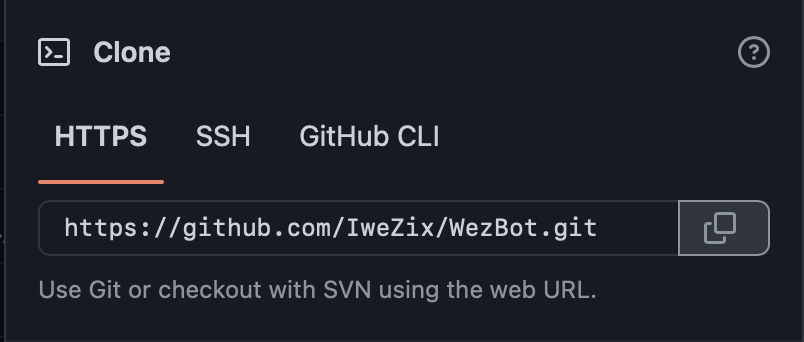 Clone
HTTPS SSH GitHub CLI
https://github.com/IweZix/WezBot.git
Use Git or checkout with SVN using the web URL.